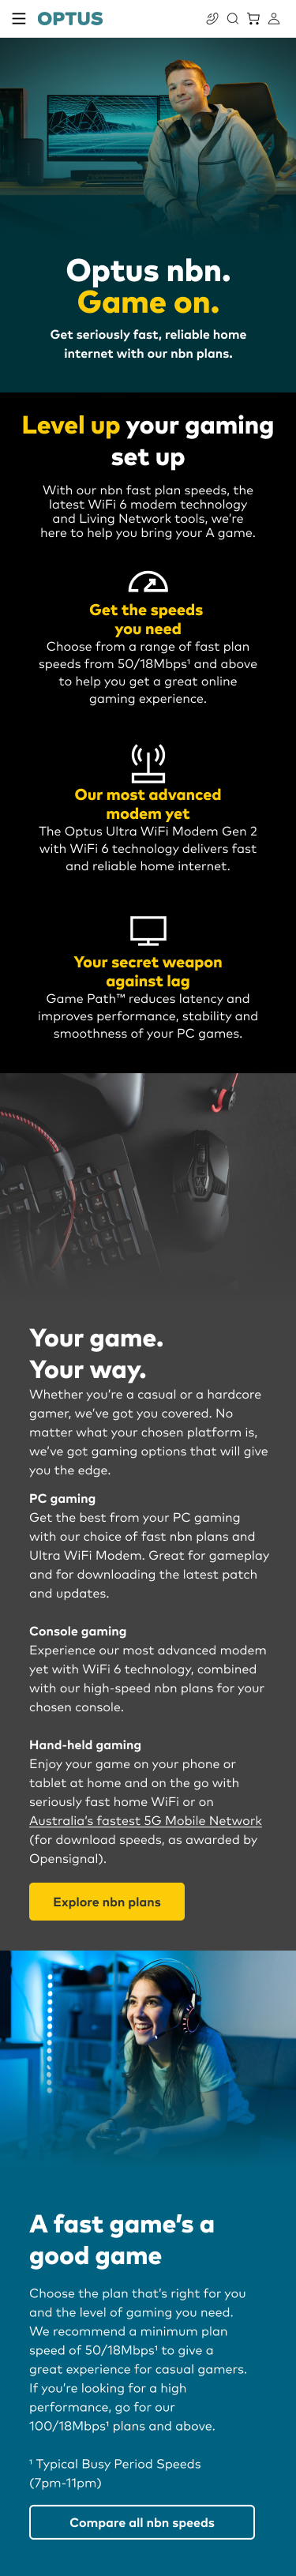 OPTUS
Optus nbn.
Game on.
Get seriously fast, reliable home
internet with our nbn plans.
Level up your gaming
set up
With our nbn fast plan speeds, the
latest WiFi 6 modem technology
and Living Network tools, we're
here to help you bring your A game.
Get the speeds
you need
Choose from a range of fast plan
speeds from 50/18Mbps¹ and above
to help you get a great online
gaming experience.
Our most advanced
modem yet
The Optus Ultra WiFi Modem Gen 2
with WiFi 6 technology delivers fast
and reliable home internet.
Your secret weapon
against lag
Game Path™ reduces latency and
improves performance, stability and
smoothness of your PC games.
Your game.
Your way.
Whether you're a casual or a hardcore
gamer, we've got you covered. No
matter what your chosen platform is,
we've got gaming options that will give
you the edge.
PC gaming
Get the best from your PC gaming
with our choice of fast nbn plans and
Ultra WiFi Modem. Great for gameplay
and for downloading the latest patch
and updates.
Console gaming
Experience our most advanced modem
yet with WiFi 6 technology, combined
with our high-speed nbn plans for your
chosen console.
Hand-held gaming
Enjoy your game on your phone or
tablet at home and on the go with
seriously fast home WiFi or on
Australia's fastest 5G Mobile Network
(for download speeds, as awarded by
Opensignal).
Explore nbn plans
A fast game's a
good game
Choose the plan that's right for you
and the level of gaming you need.
We recommend a minimum plan
speed of 50/18Mbps¹ to give a
great experience for casual gamers.
If you're looking for a high
performance, go for our
100/18Mbps¹ plans and above.
¹ Typical Busy Period Speeds
(7pm-11pm)
Compare all nbn speeds